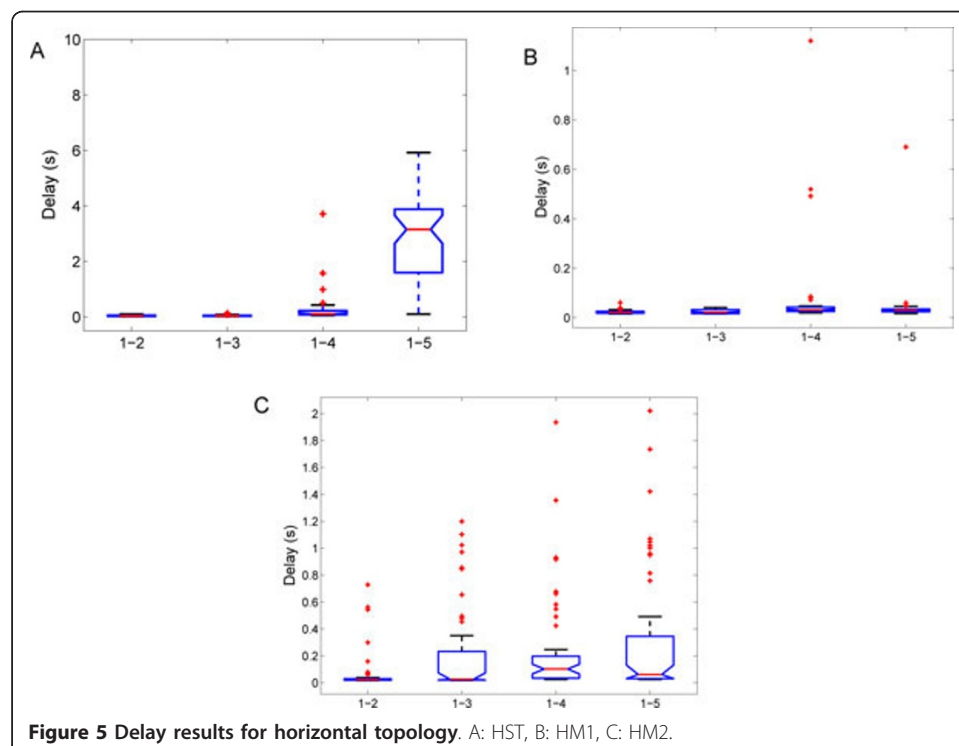 A
Delay (s)
10
8
6
4
2
0
1−2 1−3 1−4 1−5
B
Delay (s)
1
0.8
0.6
0.4
0.2
0
1−2 1−3 1−4 1−5
C
Delay (s)
2
1.8
1.6
1.4
1.2
1
0.8
0.6
0.4
0.2
0
1−2 1−3 1−4 1−5
Figure 5 Delay results for horizontal topology. A: HST, B: HM1, C: HM2.